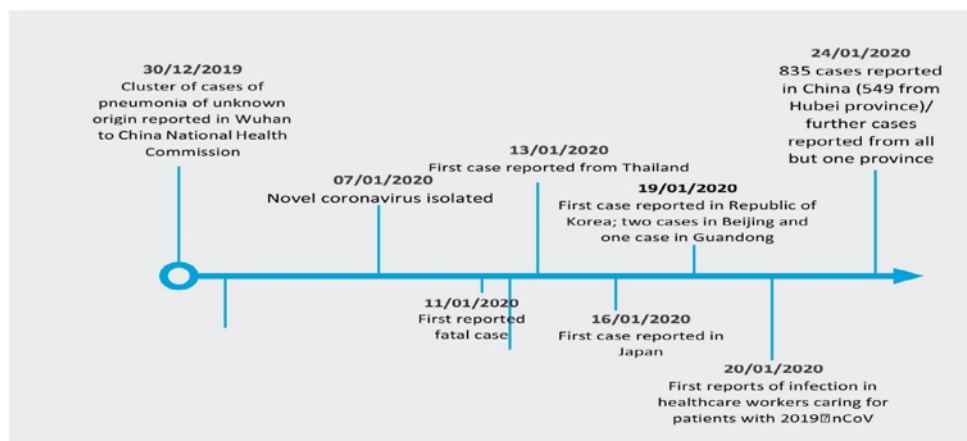 30/12/2019
Cluster of cases of
pneumonia of unknown
origin reported in Wuhan
to China National Health
Commission
07/01/2020
Novel coronavirus isolated
11/01/2020
First reported
fatal case
13/01/2020
First case reported from Thailand
16/01/2020
First case reported in
Japan
19/01/2020
First case reported in Republic of
Korea; two cases in Beijing and
one case in Guandong
20/01/2020
First reports of infection in
healthcare workers caring for
patients with 2019�nCoV
24/01/2020
835 cases reported
in China (549 from
Hubei province)/
further cases
reported from all
but one province